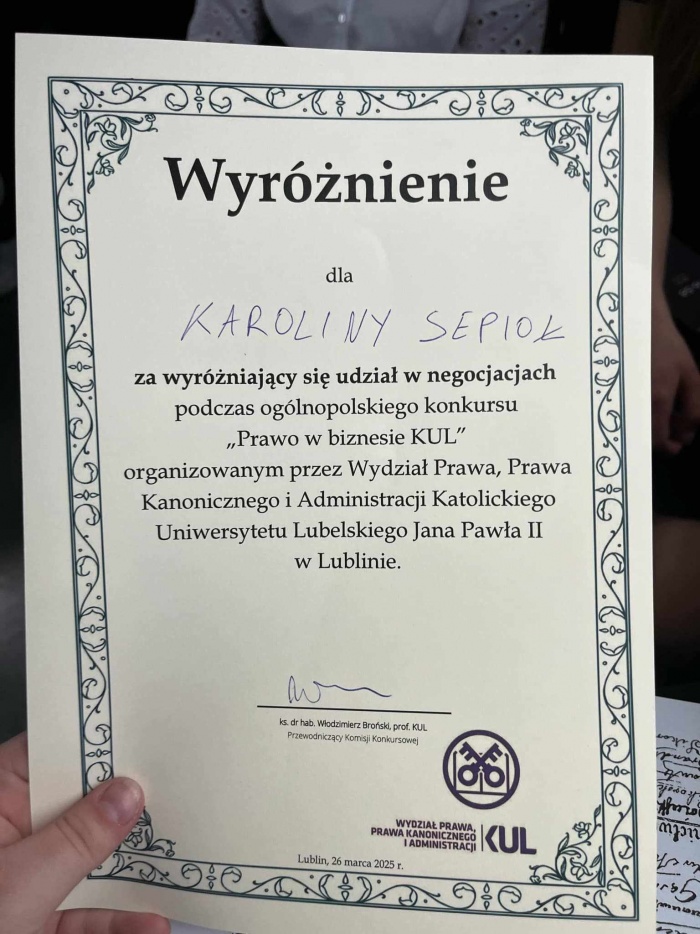 Wyróżnienie
dla
KAROLINY SEPIOŁ
za wyróżniający się udział w negocjacjach
podczas ogólnopolskiego konkursu
„Prawo w biznesie KUL”
organizowanym przez Wydział Prawa, Prawa
Kanonicznego i Administracji Katolickiego
Uniwersytetu Lubelskiego Jana Pawła II
w Lublinie.
ks. dr hab. Włodzimierz Broński, prof. KUL
Przewodniczący Komisji Konkursowej
WYDZIAŁ PRAWA,
PRAWA KANONICZNEGO
I ADMINISTRACJI
KUL
Lublin, 26 marca 2025 r.